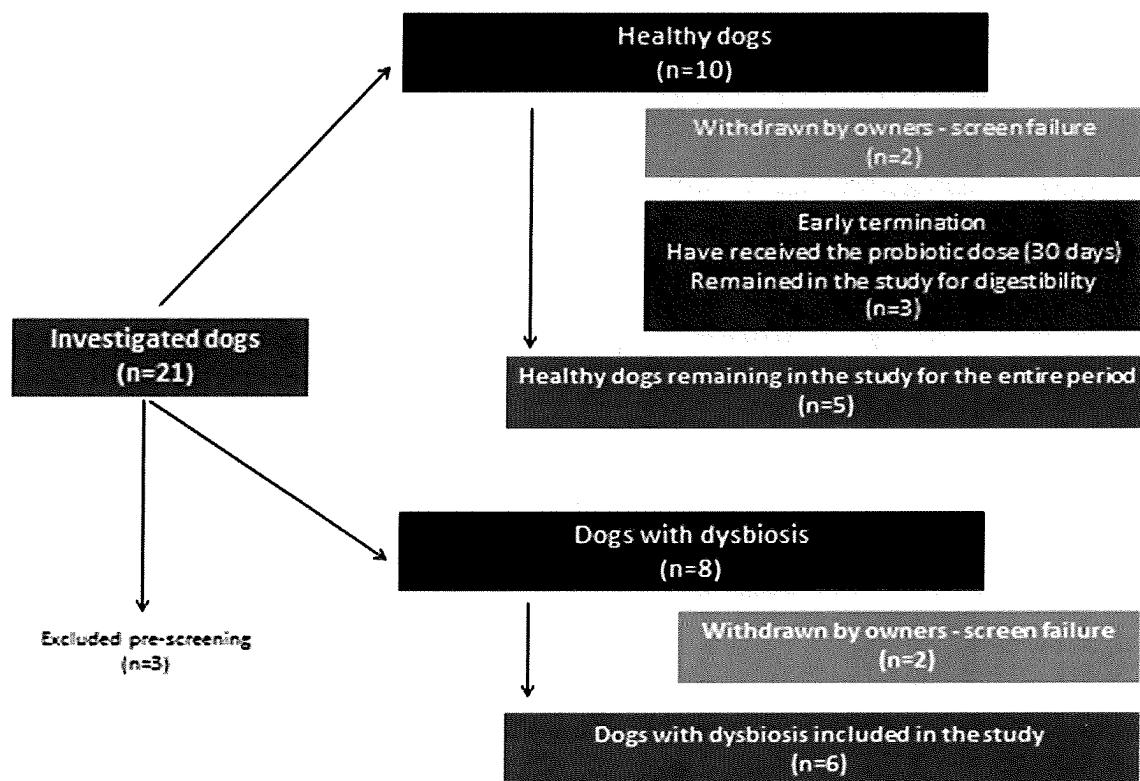 Healthy dogs
(n=10)
Withdrawn by owners - screen failure
(n=2)
Early termination
Have received the probiotic dose (30 days)
Remained in the study for digestibility
(n=3)
Investigated dogs
(n=21)
Healthy dogs remaining in the study for the entire period
(n=5)
Dogs with dysbiosis
(n=8)
Excluded pre-screening
(n=3)
Withdrawn by owners - screen failure
(n=2)
Dogs with dysbiosis included in the study
(n=6)